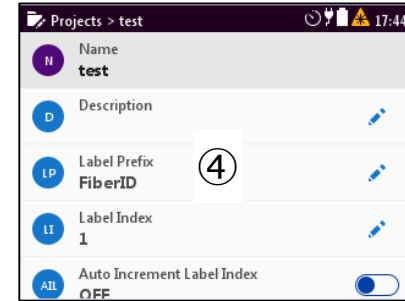 Projects > test
17:44
N
Name
test
D
Description
LP
Label Prefix
FiberID
④
LI
Label Index
1
AIL
Auto Increment Label Index
OFF